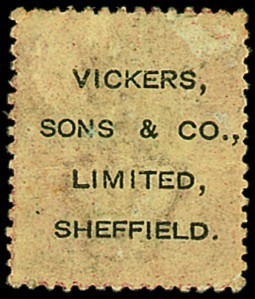 VICKERS,
SONS & CO.,
LIMITED,
SHEFFIELD.